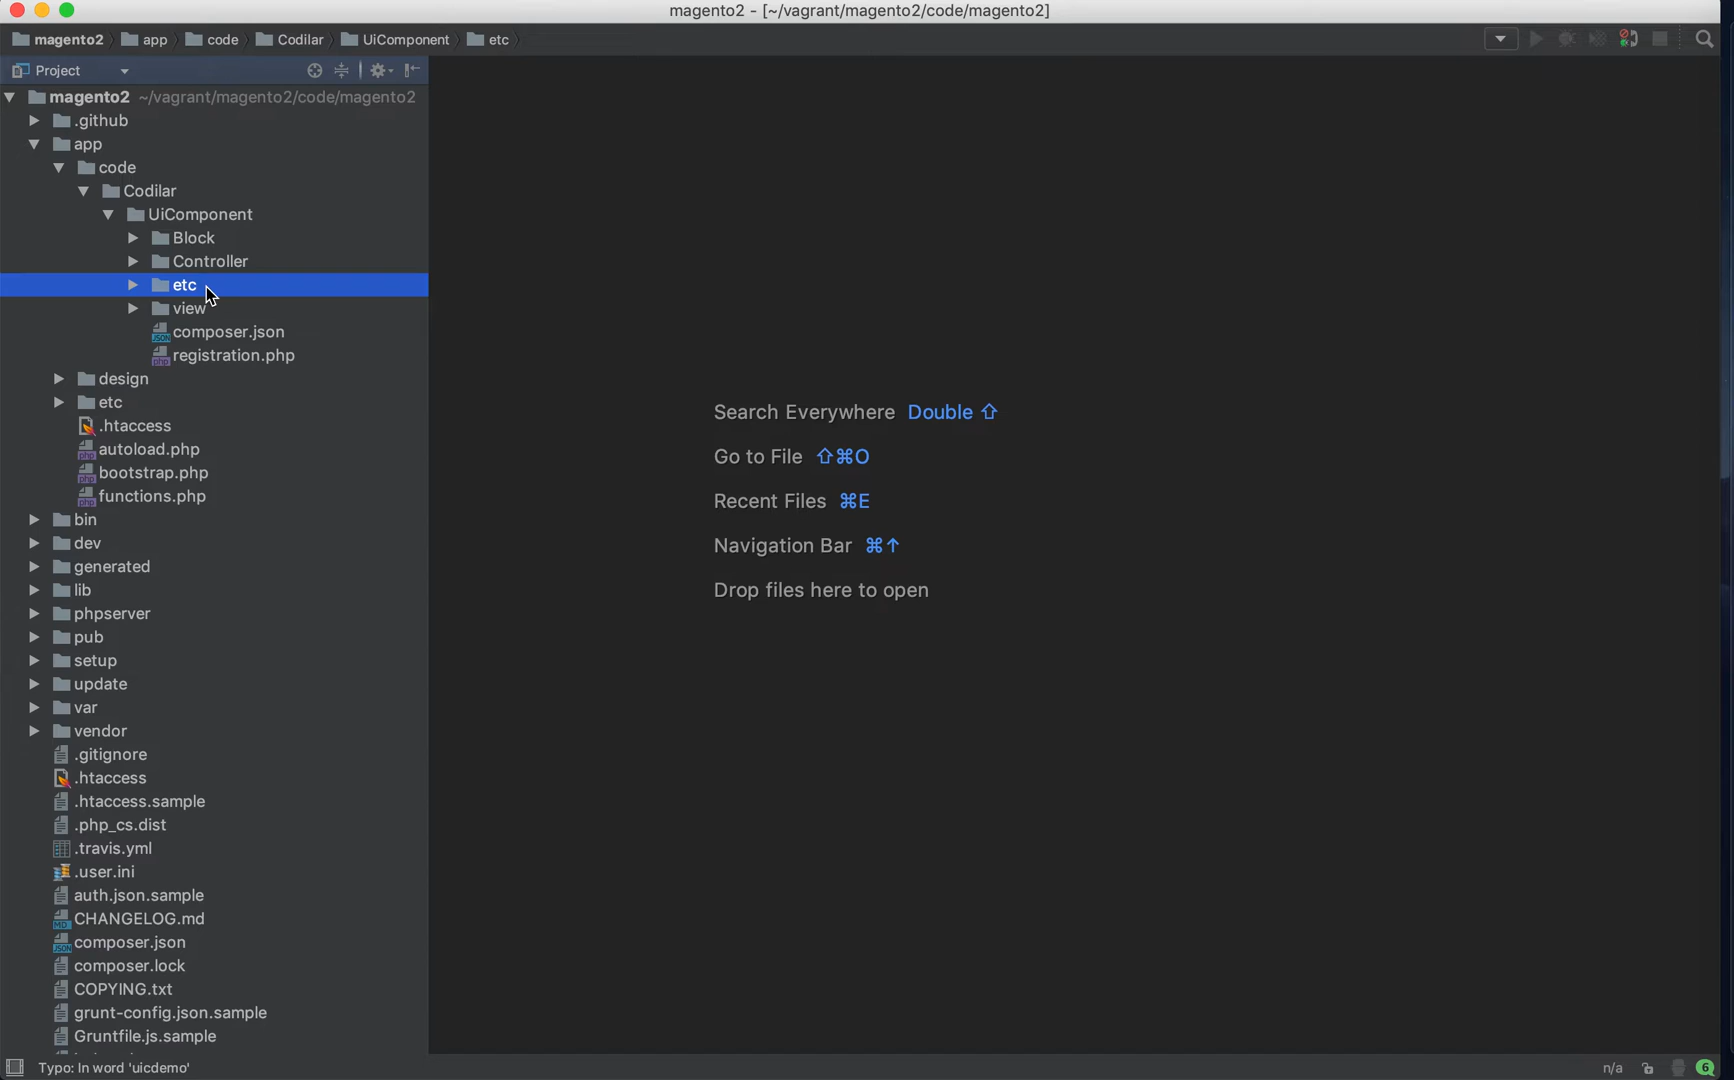 magento2 - [~/vagrant/magento2/code/magento2]
magento2 app code Codilar UiComponent etc
Project
magento2 ~/vagrant/magento2/code/magento2
.github
app
code
Codilar
UiComponent
Block
Controller
etc
view
composer.json
registration.php
design
etc
.htaccess
autoload.php
bootstrap.php
functions.php
bin
dev
generated
lib
phpserver
pub
setup
update
var
vendor
.gitignore
.htaccess
.htaccess.sample
.php_cs.dist
.travis.yml
.user.ini
auth.json.sample
CHANGELOG.md
composer.json
composer.lock
COPYING.txt
grunt-config.json.sample
Gruntfile.js.sample
Search Everywhere Double ⇧
Go to File ⇧⌘O
Recent Files ⌘E
Navigation Bar ⌘↑
Drop files here to open
Typo: In word 'uicdemo'
n/a 6